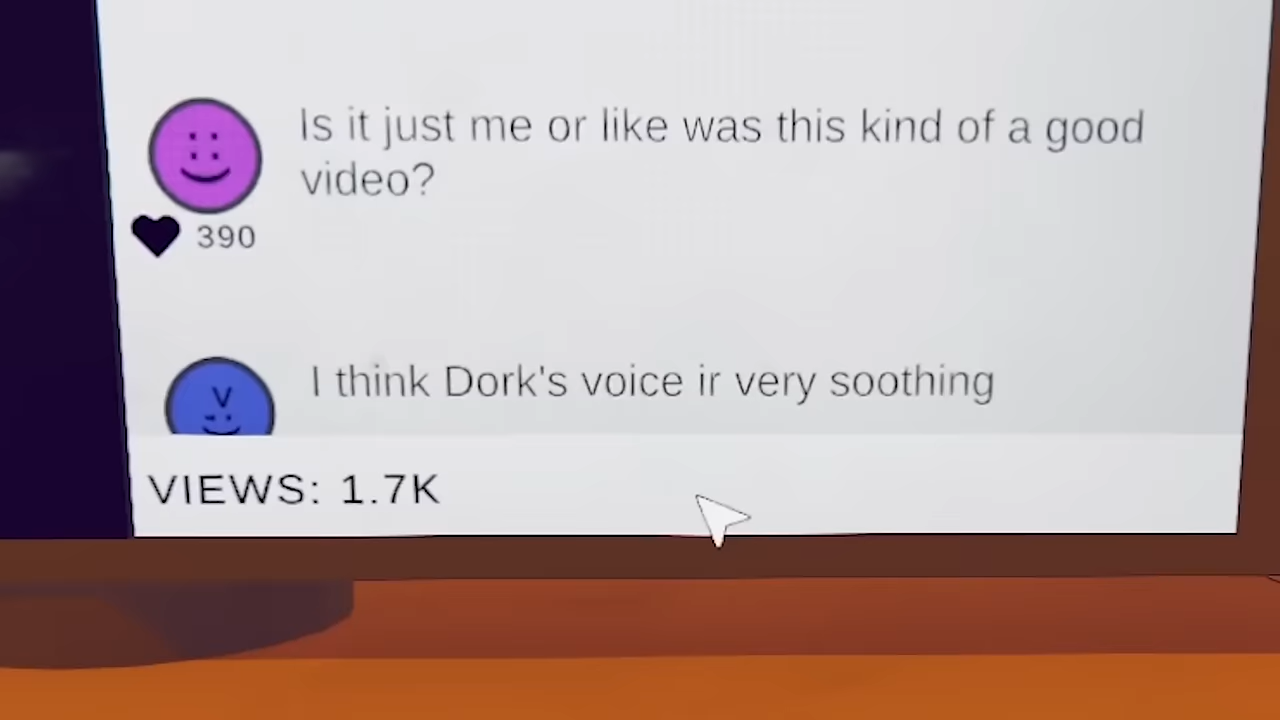 Is it just me or like was this kind of a good
video?
390
I think Dork's voice ir very soothing
VIEWS: 1.7K